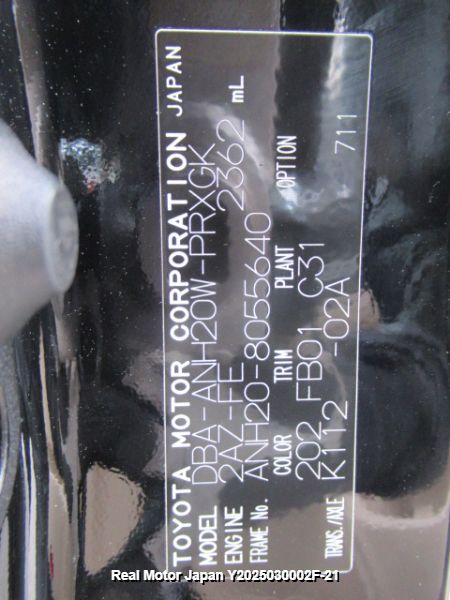 TOYOTA MOTOR CORPORATION JAPAN
MODEL DBA-ANH20W-PRXGK
ENGINE 2AZ-FE 2362 mL
FRAME No. ANH20-8055640
COLOR TRIM PLANT OPTION
202 FB01 C31
TRANS./AXLE K112 -02A 711
Real Motor Japan Y2025030002F-21